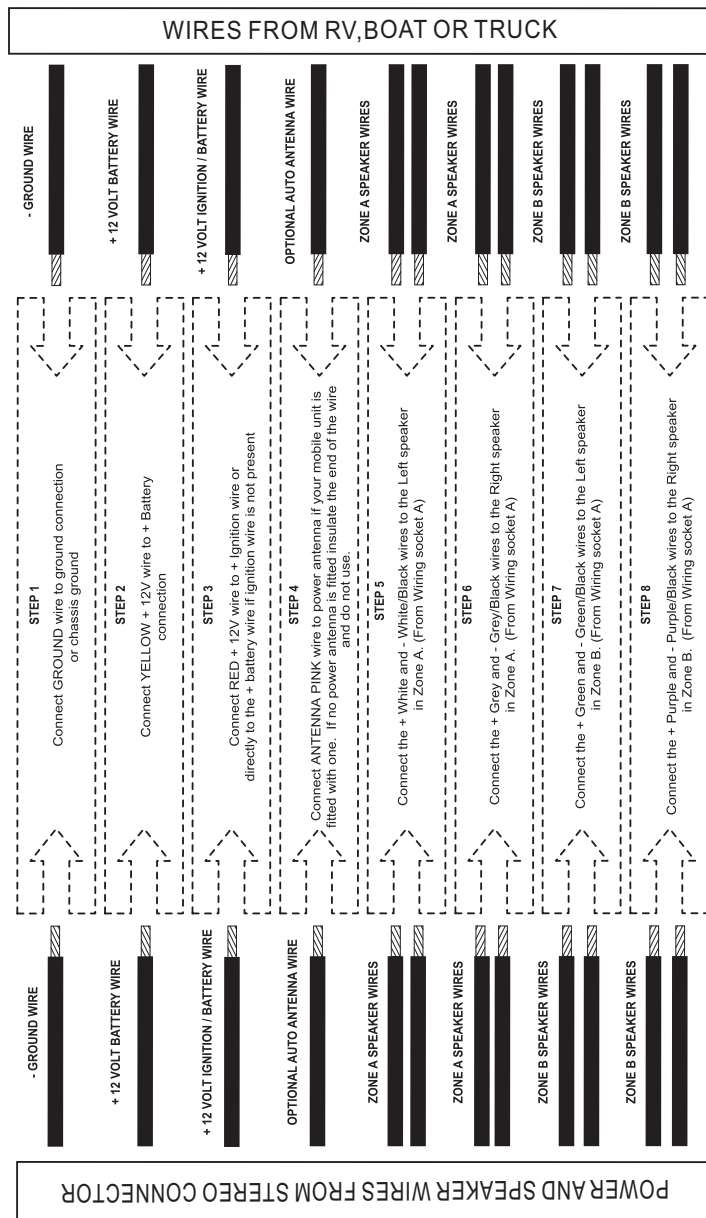 WIRES FROM RV,BOAT OR TRUCK
- GROUND WIRE
+ 12 VOLT BATTERY WIRE
+ 12 VOLT IGNITION / BATTERY WIRE
OPTIONAL AUTO ANTENNA WIRE
ZONE A SPEAKER WIRES
ZONE A SPEAKER WIRES
ZONE B SPEAKER WIRES
ZONE B SPEAKER WIRES
STEP 1
Connect GROUND wire to ground connection
or chassis ground
STEP 2
Connect YELLOW + 12V wire to + Battery
connection
STEP 3
Connect RED + 12V wire to + Ignition wire or
directly to the + battery wire if ignition wire is not present
STEP 4
Connect ANTENNA PINK wire to power antenna if your mobile unit is
fitted with one. If no power antenna is fitted insulate the end of the wire
and do not use.
STEP 5
Connect the + White and - White/Black wires to the Left speaker
in Zone A. (From Wiring socket A)
STEP 6
Connect the + Grey and - Grey/Black wires to the Right speaker
in Zone A. (From Wiring socket A)
STEP 7
Connect the + Green and - Green/Black wires to the Left speaker
in Zone B. (From Wiring socket A)
STEP 8
Connect the + Purple and - Purple/Black wires to the Right speaker
in Zone B. (From Wiring socket A)
- GROUND WIRE
+ 12 VOLT BATTERY WIRE
+ 12 VOLT IGNITION / BATTERY WIRE
OPTIONAL AUTO ANTENNA WIRE
ZONE A SPEAKER WIRES
ZONE A SPEAKER WIRES
ZONE B SPEAKER WIRES
ZONE B SPEAKER WIRES
POWER AND SPEAKER WIRES FROM STEREO CONNECTOR